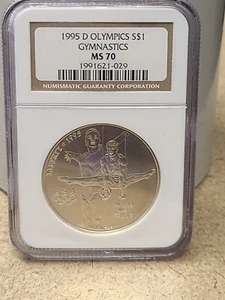 1995 D OLYMPICS S$1
GYMNASTICS
MS 70
1991621-029
NUMISMATIC GUARANTY CORPORATION